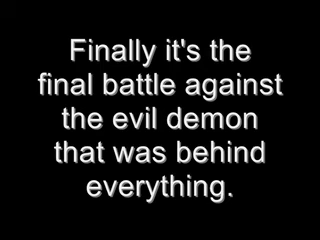 Finally it's the
final battle against
the evil demon
that was behind
everything.